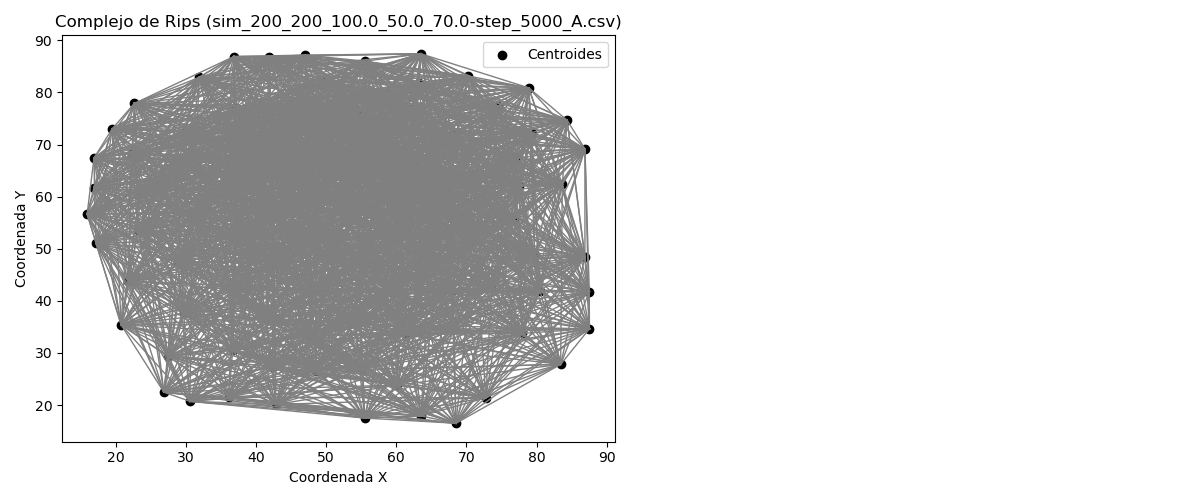 Complejo de Rips (sim_200_200_100.0_50.0_70.0-step_5000_A.csv)
Centroides
90
80
70
60
50
40
30
20
Coordenada Y
20 30 40 50 60 70 80 90
Coordenada X